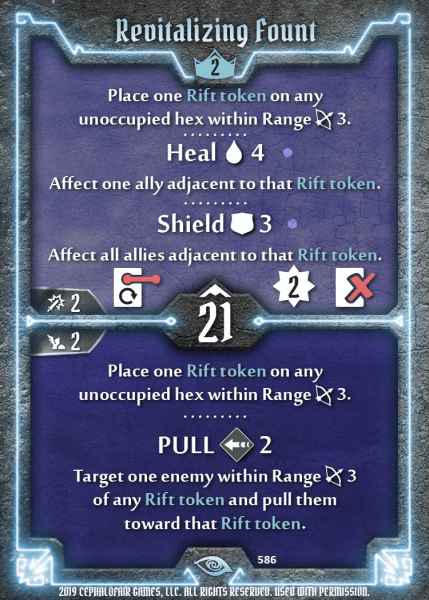 Revitalizing Fount
2
Place one Rift token on any
unoccupied hex within Range 3.
Heal 4
Affect one ally adjacent to that Rift token.
Shield 3
Affect all allies adjacent to that Rift token.
2
2
21
2
Place one Rift token on any
unoccupied hex within Range 3.
PULL 2
Target one enemy within Range 3
of any Rift token and pull them
toward that Rift token.
586
2019 CEPHALOFAIR GAMES, LLC. ALL RIGHTS RESERVED. USED WITH PERMISSION.